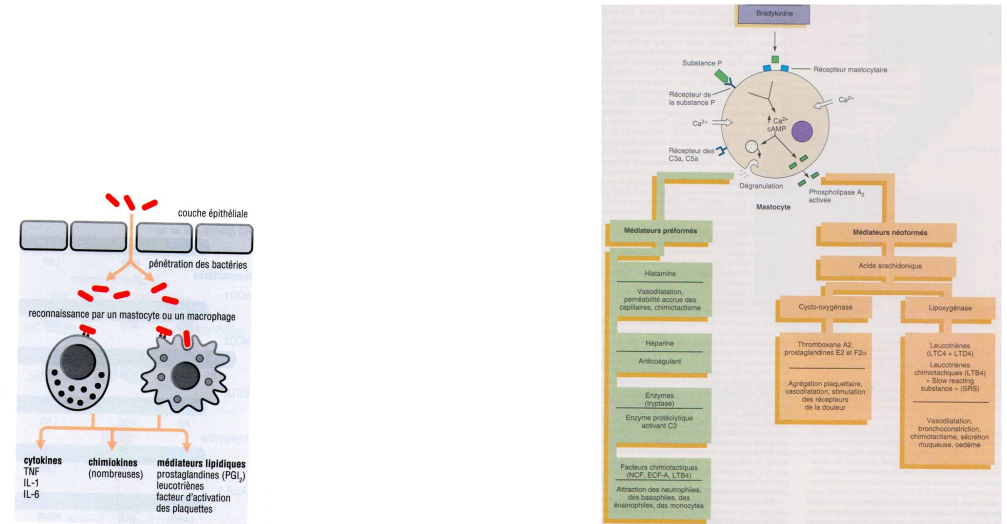 couche épithéliale
pénétration des bactéries
reconnaissance par un mastocyte ou un macrophage
cytokines
TNF
IL-1
IL-6
chimiokines
(nombreuses)
médiateurs lipidiques
prostaglandines (PGI₂)
leucotriènes
facteur d'activation
des plaquettes
Bradykinine
Substance P
Récepteur mastocytaire
Récepteur de
la substance P
Ca²⁺
Ca²⁺
↑ Ca²⁺
cAMP
Récepteur des
C3a, C5a
Dégranulation
Phospholipase A₂
activée
Mastocyte
Médiateurs préformés
Histamine
Vasodilatation,
peméabilité accrue des
capillaires, chimiotactisme
Héparine
Anticoagulant
Enzymes
(tryptase)
Enzyme protéolytique
activant C3
Facteurs chimiotactiques
(NCF, ECF-A, LTB4)
Attraction des neutrophiles,
des basophiles, des
éosinophiles, des monocytes
Médiateurs néoformés
Acide arachidonique
Cyclo-oxygénase
Thromboxane A2,
prostaglandines E2 et F2α
Agrégation plaquettaire,
vasodilatation, stimulation
des récepteurs
de la douleur
Lipoxygénase
Leucotriènes
(LTC4 + LTD4)
Leucotriènes
chimiotactiques (LTB4)
« Slow reacting
substance » (SRS)
Vasodilatation,
bronchoconstriction,
chimiotactisme, sécrétion
muqueuse, oedème